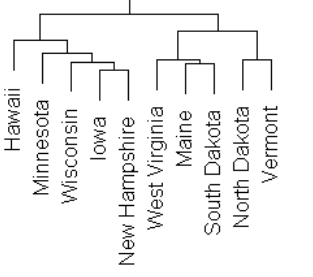 Hawaii
Minnesota
Wisconsin
Iowa
New Hampshire
West Virginia
Maine
South Dakota
North Dakota
Vermont